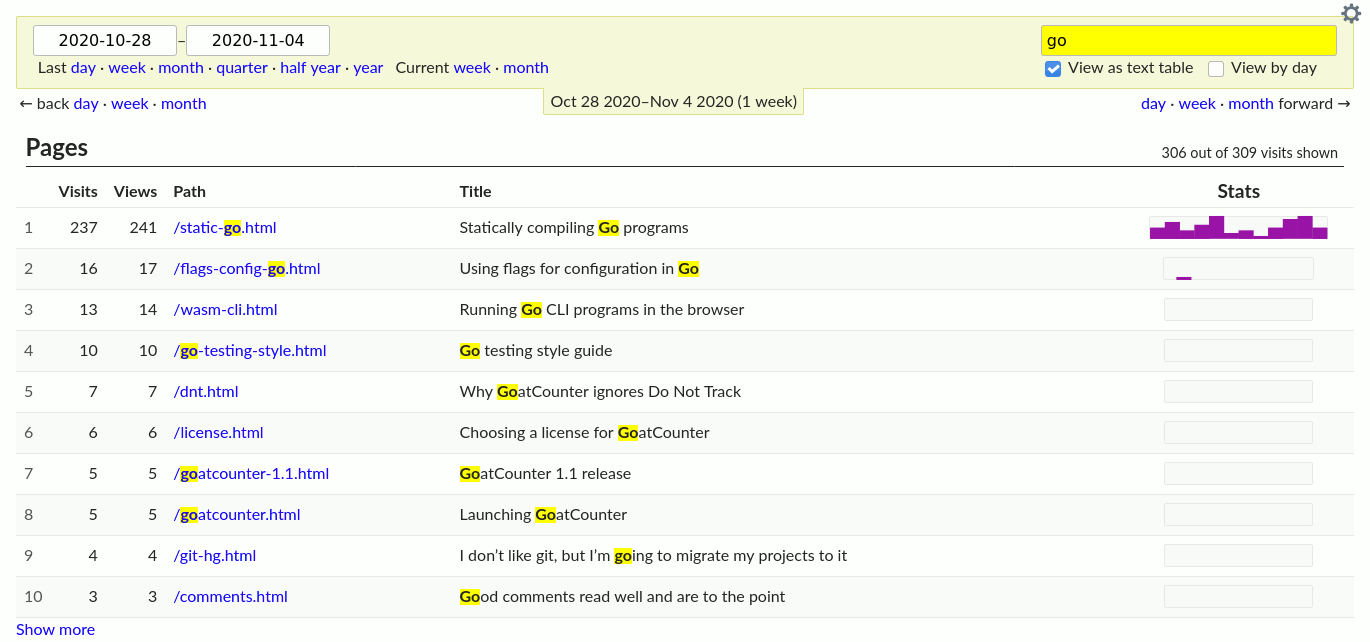 2020-10-28 – 2020-11-04 go
Last day · week · month · quarter · half year · year Current week · month View as text table View by day
← back day · week · month Oct 28 2020–Nov 4 2020 (1 week) day · week · month forward →
Pages 306 out of 309 visits shown
Visits Views Path Title Stats
1 237 241 /static-go.html Statically compiling Go programs
2 16 17 /flags-config-go.html Using flags for configuration in Go
3 13 14 /wasm-cli.html Running Go CLI programs in the browser
4 10 10 /go-testing-style.html Go testing style guide
5 7 7 /dnt.html Why GoatCounter ignores Do Not Track
6 6 6 /license.html Choosing a license for GoatCounter
7 5 5 /goatcounter-1.1.html GoatCounter 1.1 release
8 5 5 /goatcounter.html Launching GoatCounter
9 4 4 /git-hg.html I don’t like git, but I’m going to migrate my projects to it
10 3 3 /comments.html Good comments read well and are to the point
Show more